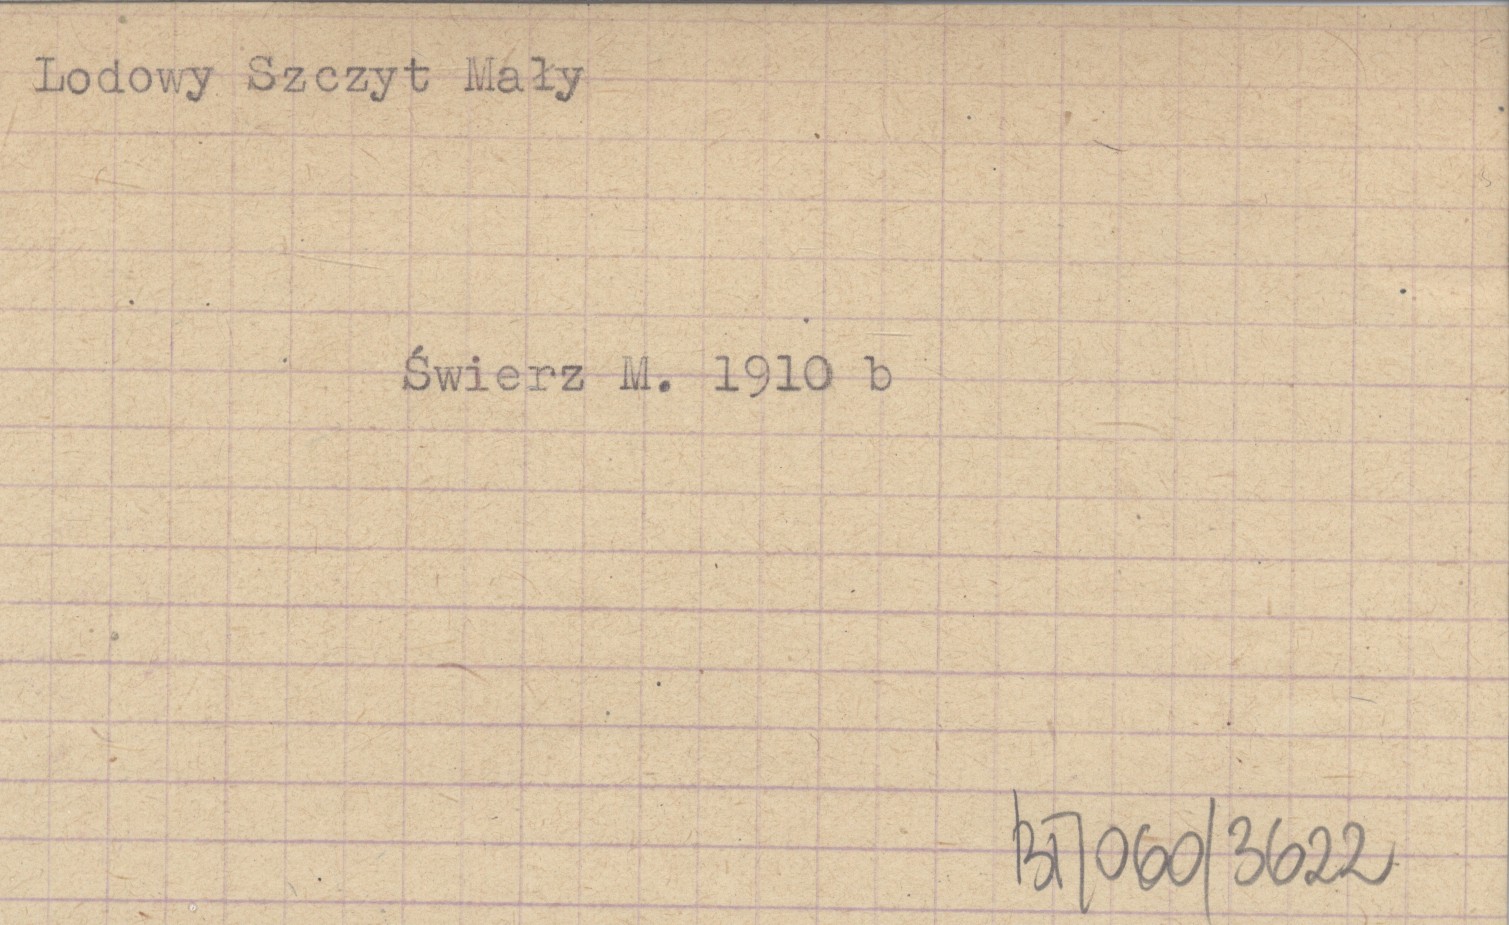 Lodowy Szczyt Mały
Świerz M. 1910 b
BT/060/3622